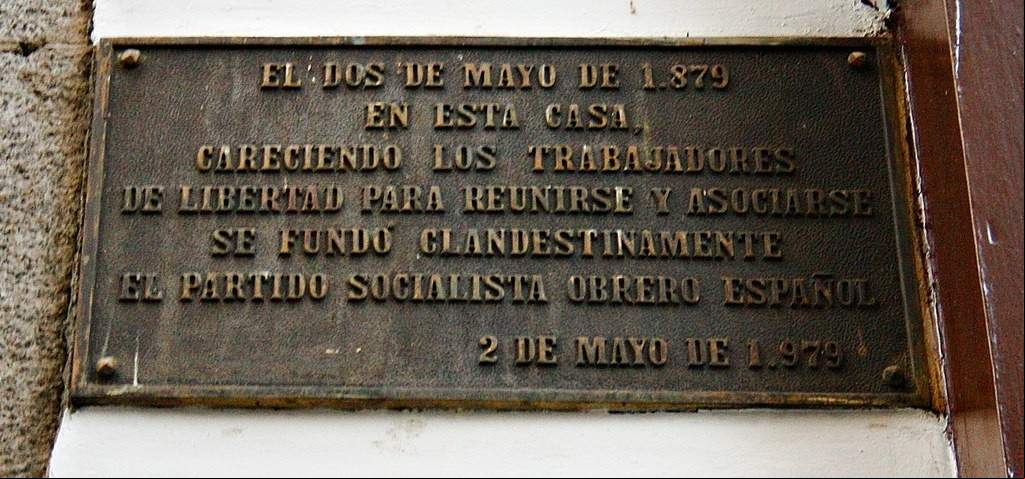 EL DOS DE MAYO DE 1.879
EN ESTA CASA,
CARECIENDO LOS TRABAJADORES
DE LIBERTAD PARA REUNIRSE Y ASOCIARSE
SE FUNDÓ CLANDESTINAMENTE
EL PARTIDO SOCIALISTA OBRERO ESPAÑOL
2 DE MAYO DE 1.979